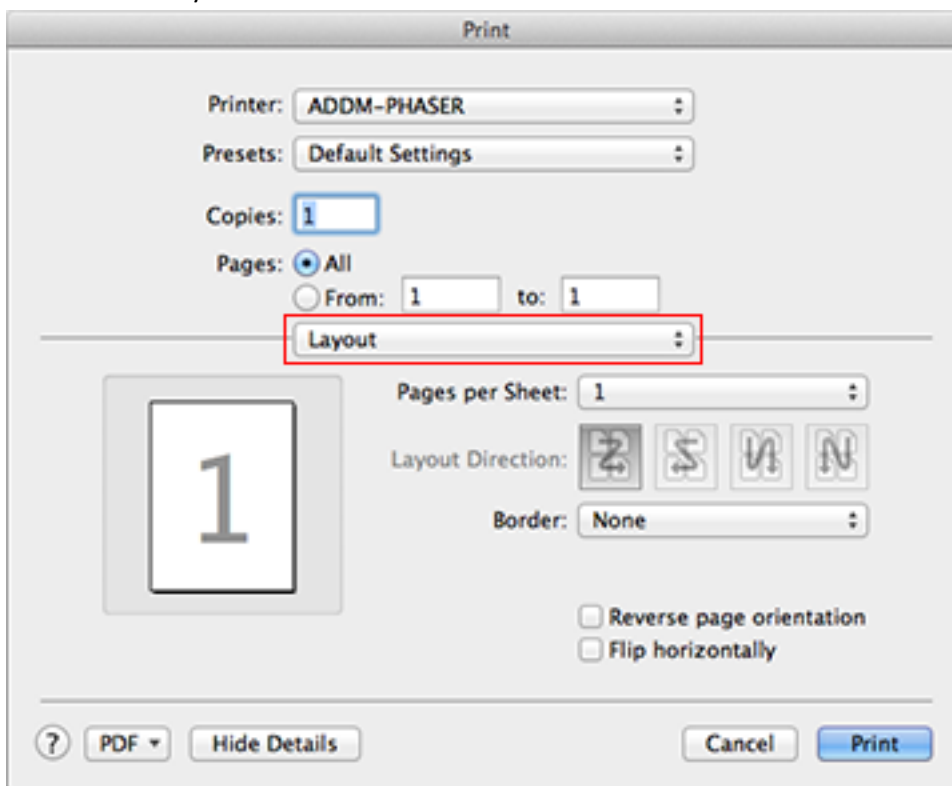 Print
Printer: ADDM-PHASER
Presets: Default Settings
Copies: 1
Pages: All
From: 1 to: 1
Layout
Pages per Sheet: 1
1
Layout Direction:
Border: None
Reverse page orientation
Flip horizontally
? PDF Hide Details Cancel Print